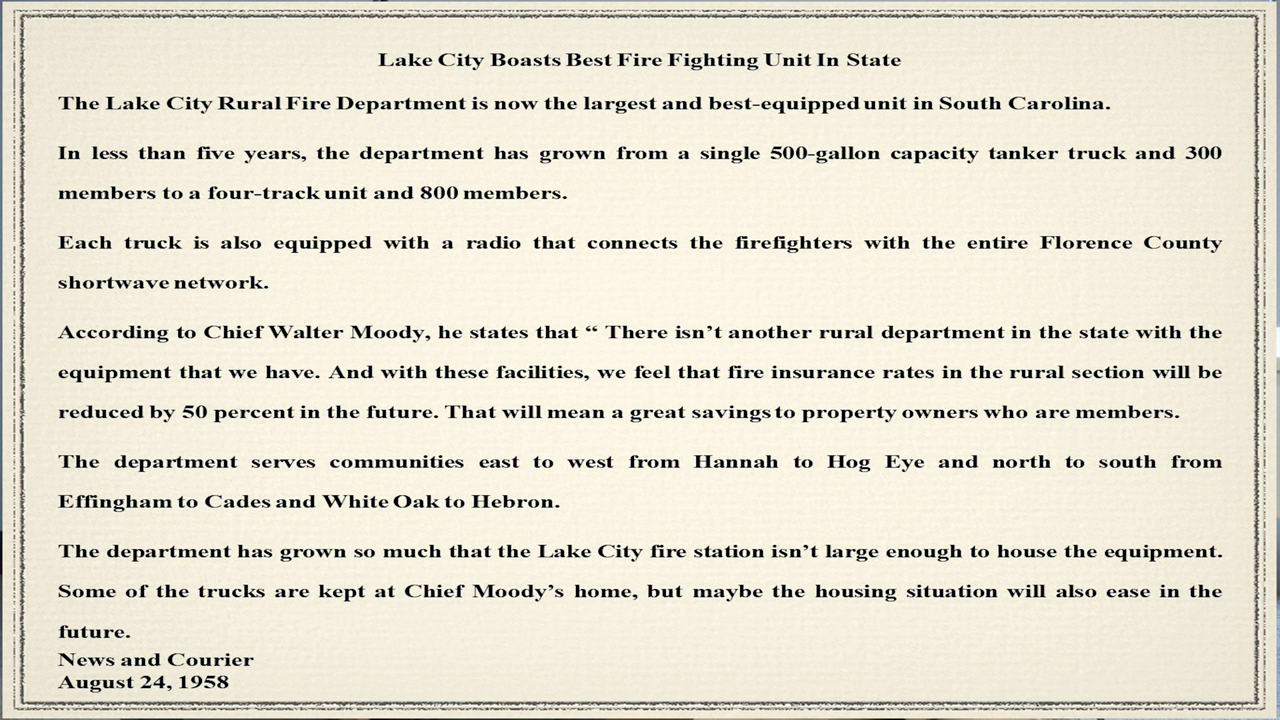 Lake City Boasts Best Fire Fighting Unit In State
The Lake City Rural Fire Department is now the largest and best-equipped unit in South Carolina.
In less than five years, the department has grown from a single 500-gallon capacity tanker truck and 300
members to a four-track unit and 800 members.
Each truck is also equipped with a radio that connects the firefighters with the entire Florence County
shortwave network.
According to Chief Walter Moody, he states that “ There isn’t another rural department in the state with the
equipment that we have. And with these facilities, we feel that fire insurance rates in the rural section will be
reduced by 50 percent in the future. That will mean a great savings to property owners who are members.
The department serves communities east to west from Hannah to Hog Eye and north to south from
Effingham to Cades and White Oak to Hebron.
The department has grown so much that the Lake City fire station isn’t large enough to house the equipment.
Some of the trucks are kept at Chief Moody’s home, but maybe the housing situation will also ease in the
future.
News and Courier
August 24, 1958